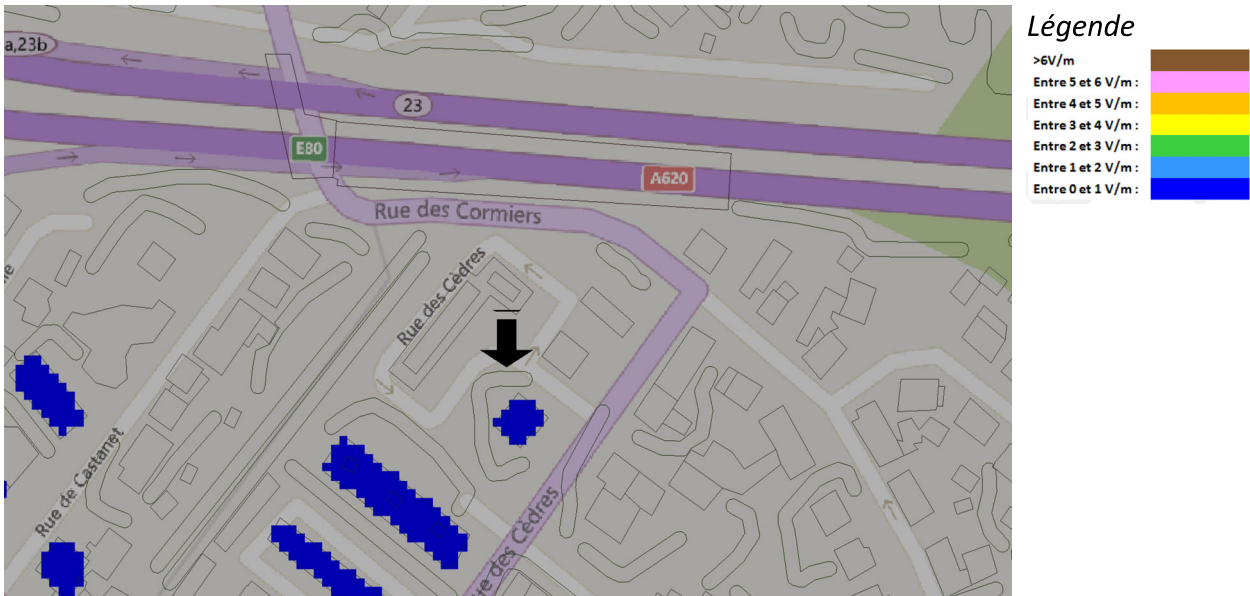 Légende
>6V/m
Entre 5 et 6 V/m :
Entre 4 et 5 V/m :
Entre 3 et 4 V/m :
Entre 2 et 3 V/m :
Entre 1 et 2 V/m :
Entre 0 et 1 V/m :
a,23b
23
E80
A620
Rue des Cormiers
Rue des Cèdres
Rue de Castanet
ue des Cèdres